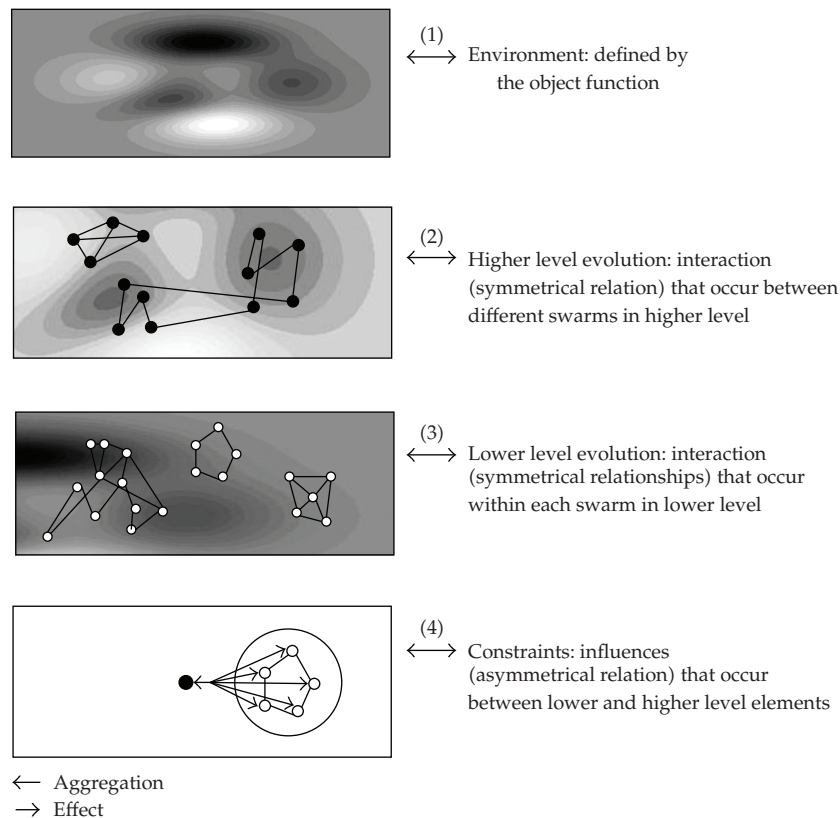 (1)
Environment: defined by
the object function
(2)
Higher level evolution: interaction
(symmetrical relation) that occur between
different swarms in higher level
(3)
Lower level evolution: interaction
(symmetrical relationships) that occur
within each swarm in lower level
(4)
Constraints: influences
(asymmetrical relation) that occur
between lower and higher level elements
Aggregation
Effect